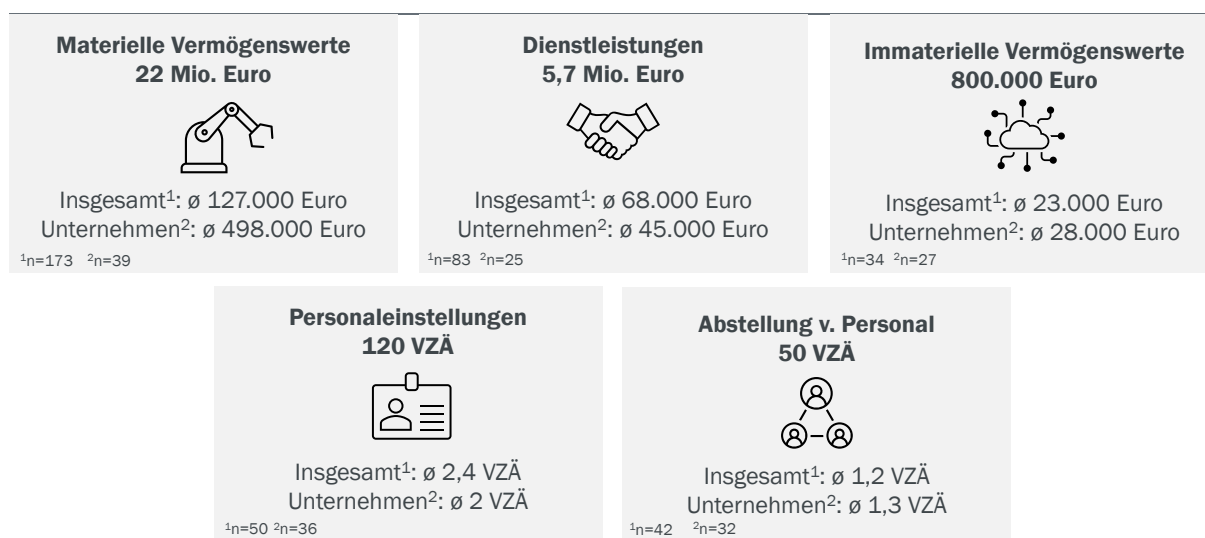 Materielle Vermögenswerte
22 Mio. Euro
Insgesamt¹: ø 127.000 Euro
Unternehmen²: ø 498.000 Euro
¹n=173 ²n=39
Dienstleistungen
5,7 Mio. Euro
Insgesamt¹: ø 68.000 Euro
Unternehmen²: ø 45.000 Euro
¹n=83 ²n=25
Immaterielle Vermögenswerte
800.000 Euro
Insgesamt¹: ø 23.000 Euro
Unternehmen²: ø 28.000 Euro
¹n=34 ²n=27
Personaleinstellungen
120 VZÄ
Insgesamt¹: ø 2,4 VZÄ
Unternehmen²: ø 2 VZÄ
¹n=50 ²n=36
Abstellung v. Personal
50 VZÄ
Insgesamt¹: ø 1,2 VZÄ
Unternehmen²: ø 1,3 VZÄ
¹n=42 ²n=32